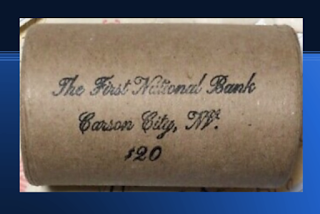 The First National Bank
Carson City, NV.
$20